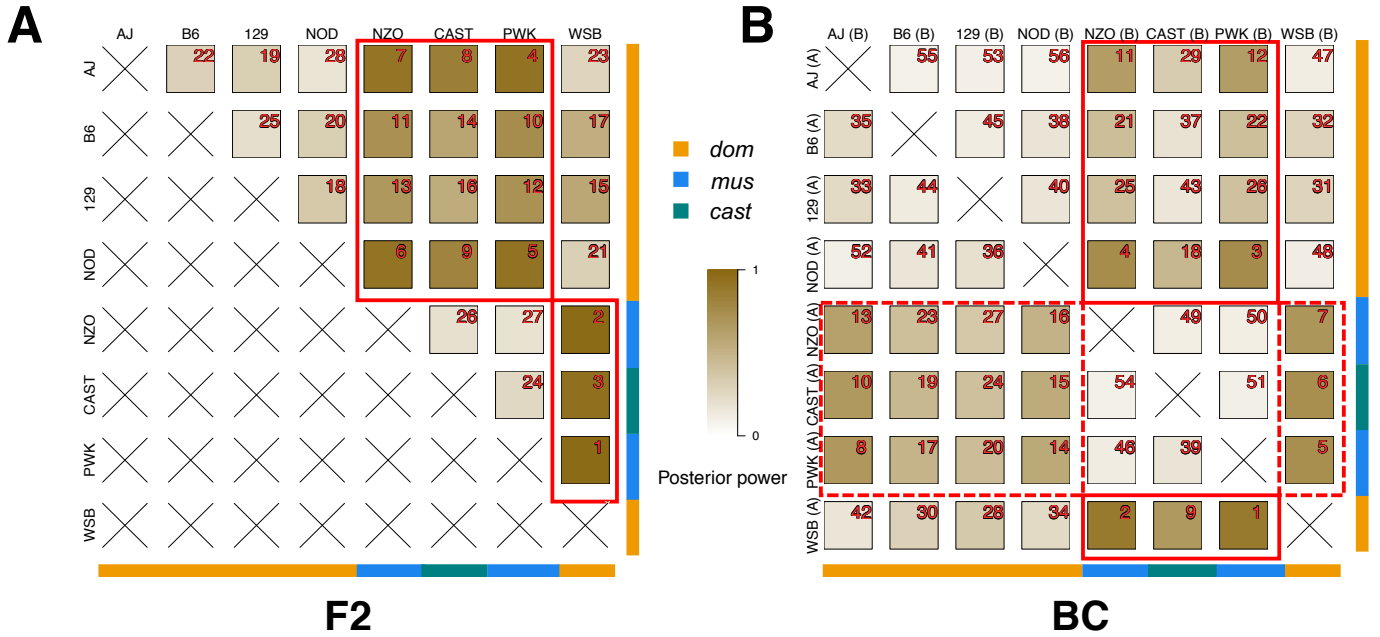 A
AJ B6 129 NOD NZO CAST PWK WSB
AJ 22 19 28 7 8 4 23
B6 25 20 11 14 10 17
129 18 13 16 12 15
NOD 6 9 5 21
NZO 26 27 2
CAST 24 3
PWK 1
WSB
F2
dom
mus
cast
1
0
Posterior power
B
AJ (B) B6 (B) 129 (B) NOD (B) NZO (B) CAST (B) PWK (B) WSB (B)
AJ (A) 55 53 56 11 29 12 47
B6 (A) 35 45 38 21 37 22 32
129 (A) 33 44 40 25 43 26 31
NOD (A) 52 41 36 4 18 3 48
NZO (A) 13 23 27 16 49 50 7
CAST (A) 10 19 24 15 54 51 6
PWK (A) 8 17 20 14 46 39 5
WSB (A) 42 30 28 34 2 9 1
BC